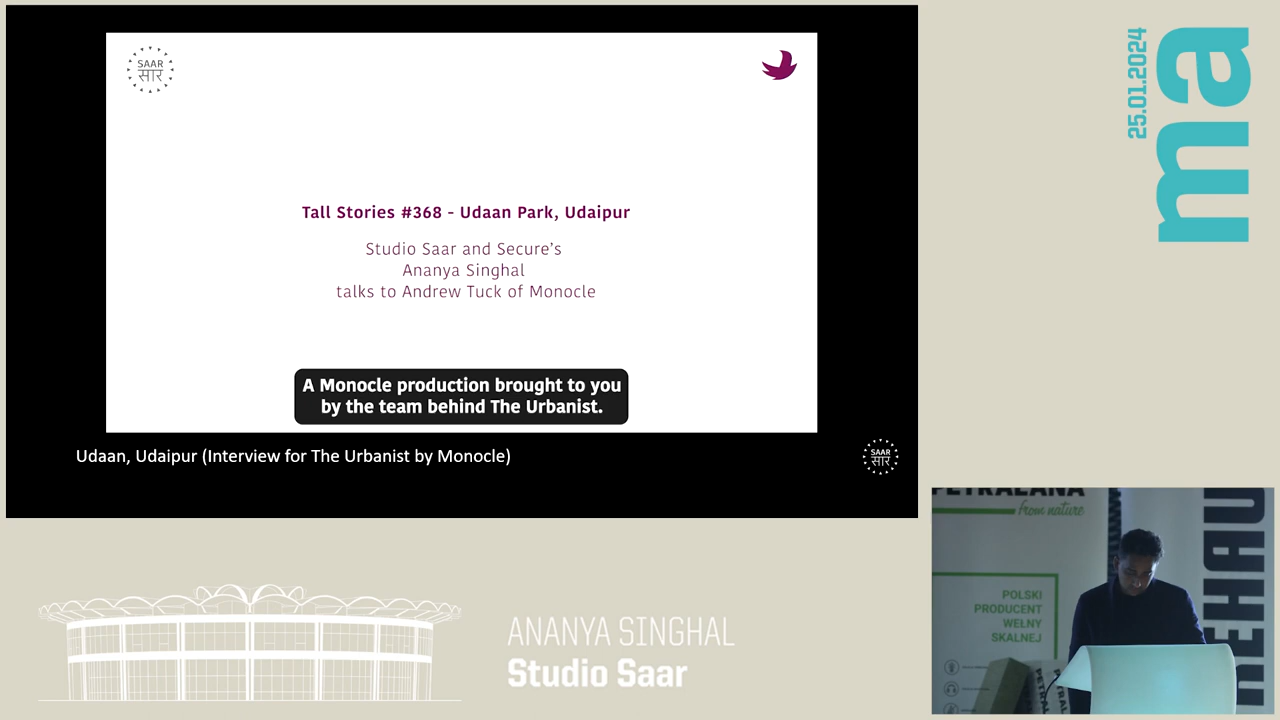 SAAR
सार
Tall Stories #368 - Udaan Park, Udaipur
Studio Saar and Secure’s
Ananya Singhal
talks to Andrew Tuck of Monocle
A Monocle production brought to you
by the team behind The Urbanist.
Udaan, Udaipur (Interview for The Urbanist by Monocle)
SAAR
सार
25.01.2024
ma
PETRALANA
from nature
POLSKI
PRODUCENT
WEŁNY
SKALNEJ
REHAU
ANANYA SINGHAL
Studio Saar